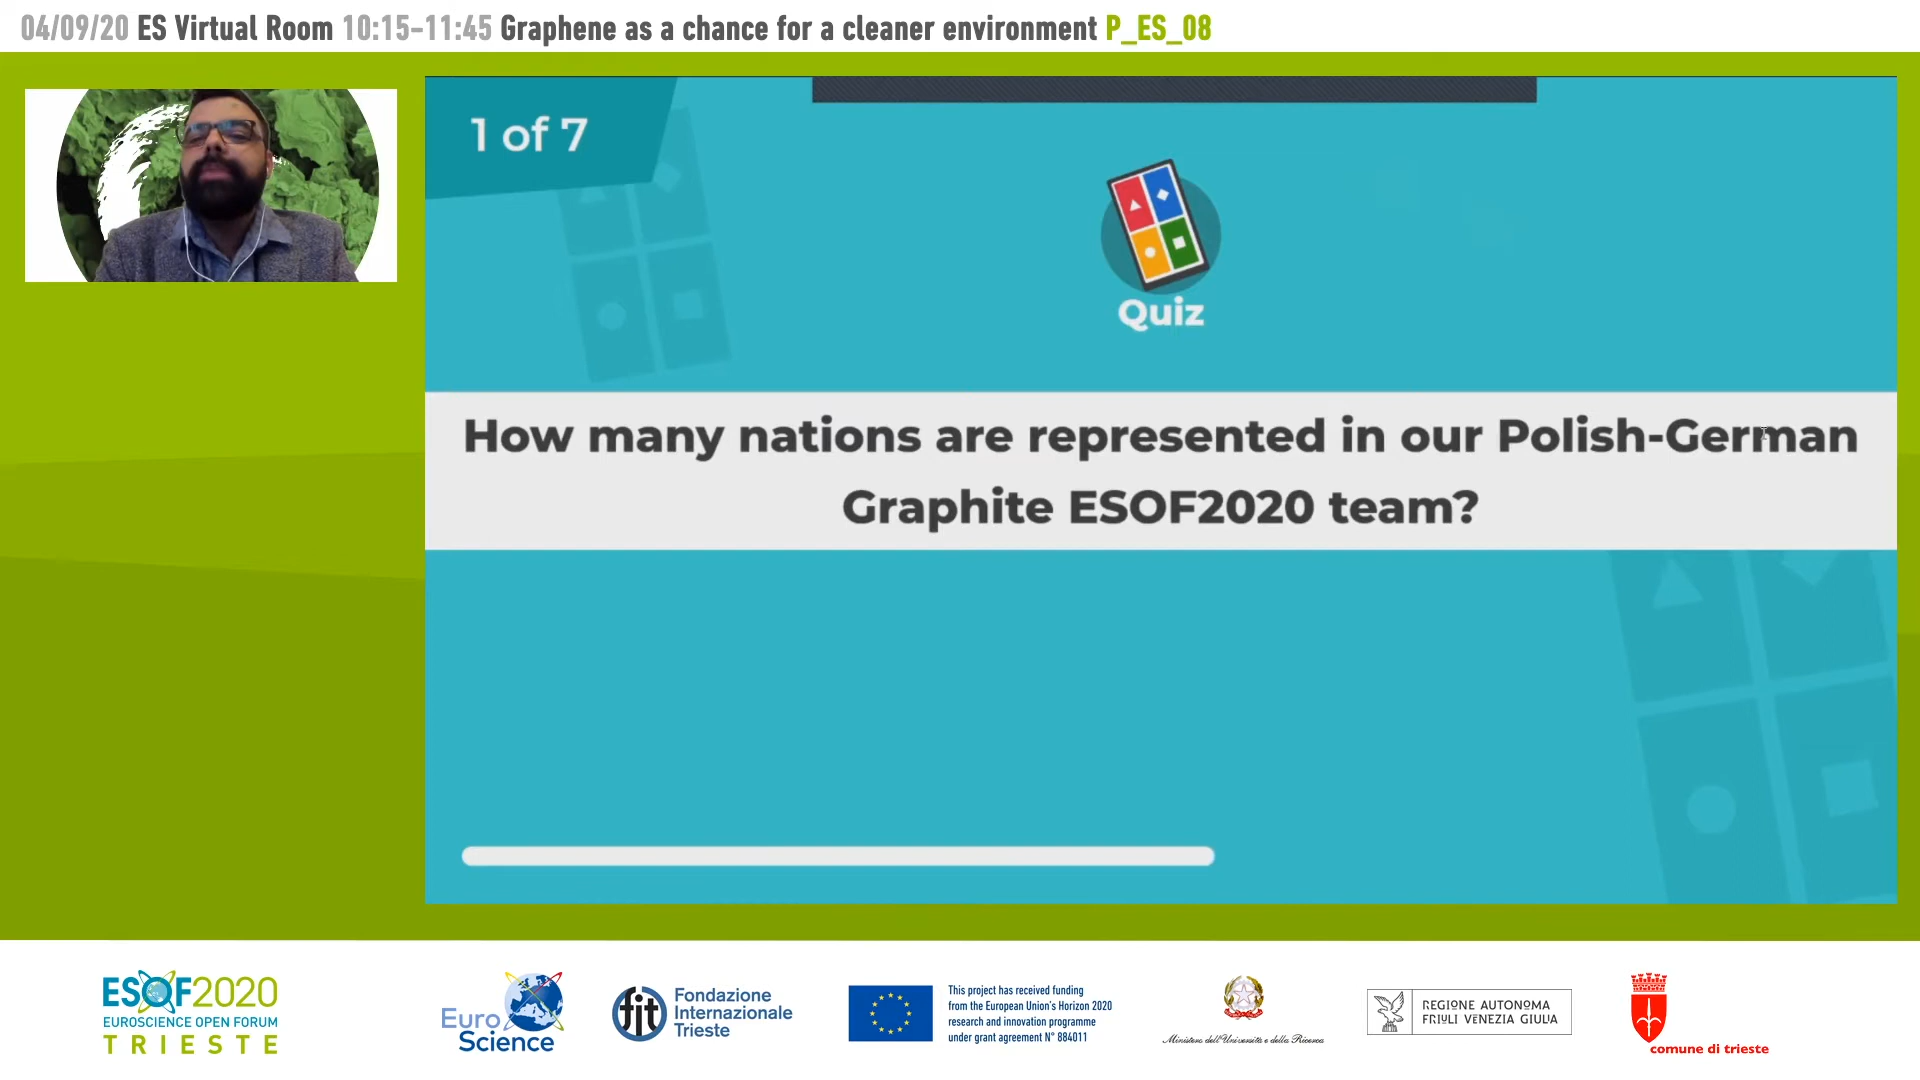 04/09/20 ES Virtual Room 10:15-11:45 Graphene as a chance for a cleaner environment P_ES_08
1 of 7
Quiz
How many nations are represented in our Polish-German
Graphite ESOF2020 team?
ESOF2020
EUROSCIENCE OPEN FORUM
TRIESTE
Euro
Science
fit
Fondazione
Internazionale
Trieste
This project has received funding
from the European Union's Horizon 2020
research and innovation programme
under grant agreement N° 884011
Ministero dell'Università e della Ricerca
REGIONE AUTONOMA
FRIULI VENEZIA GIULIA
comune di trieste